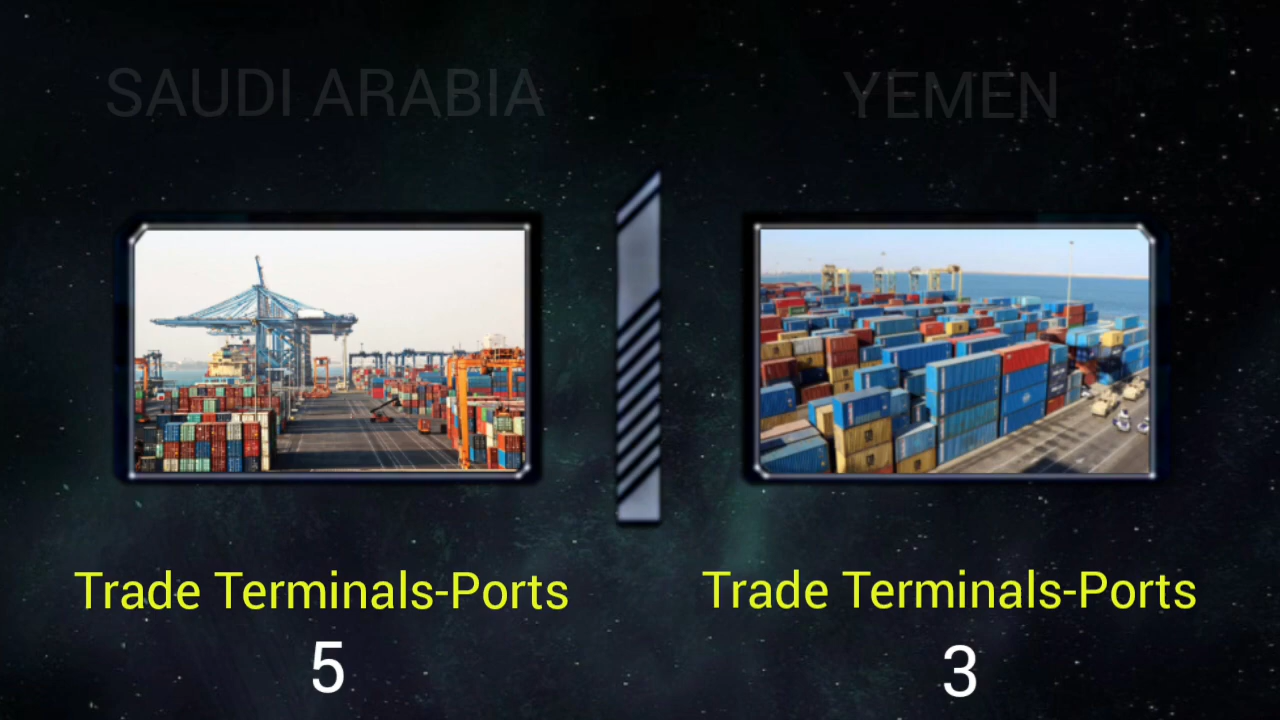 SAUDI ARABIA
YEMEN
Trade Terminals-Ports
Trade Terminals-Ports
5
3